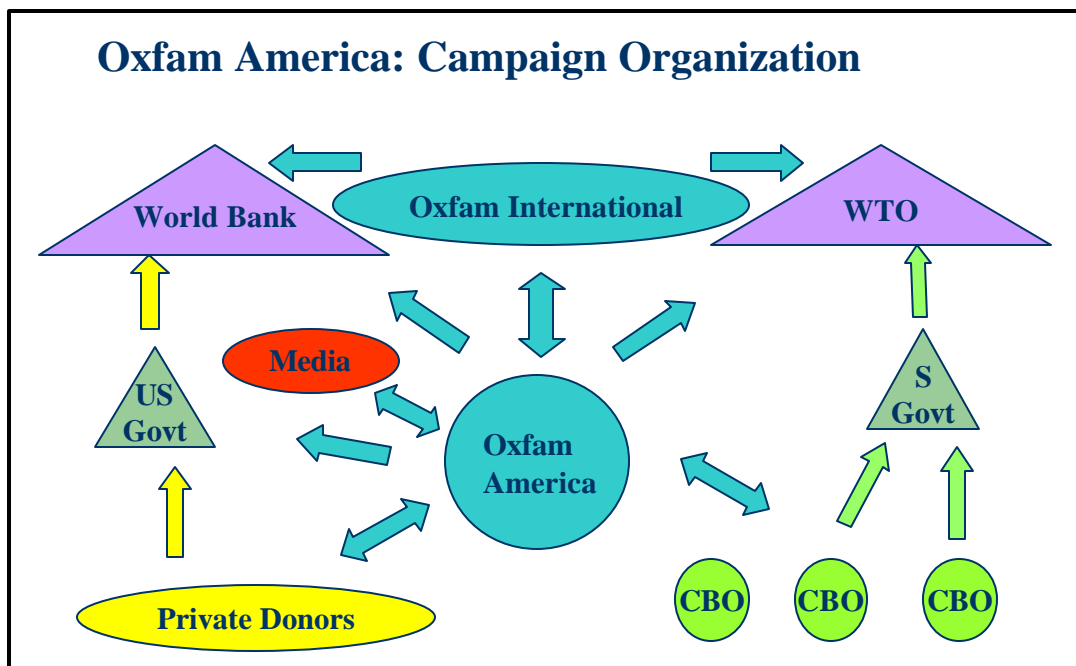 Oxfam America: Campaign Organization
World Bank
Oxfam International
WTO
Media
US
Govt
S
Govt
Oxfam
America
Private Donors
CBO
CBO
CBO